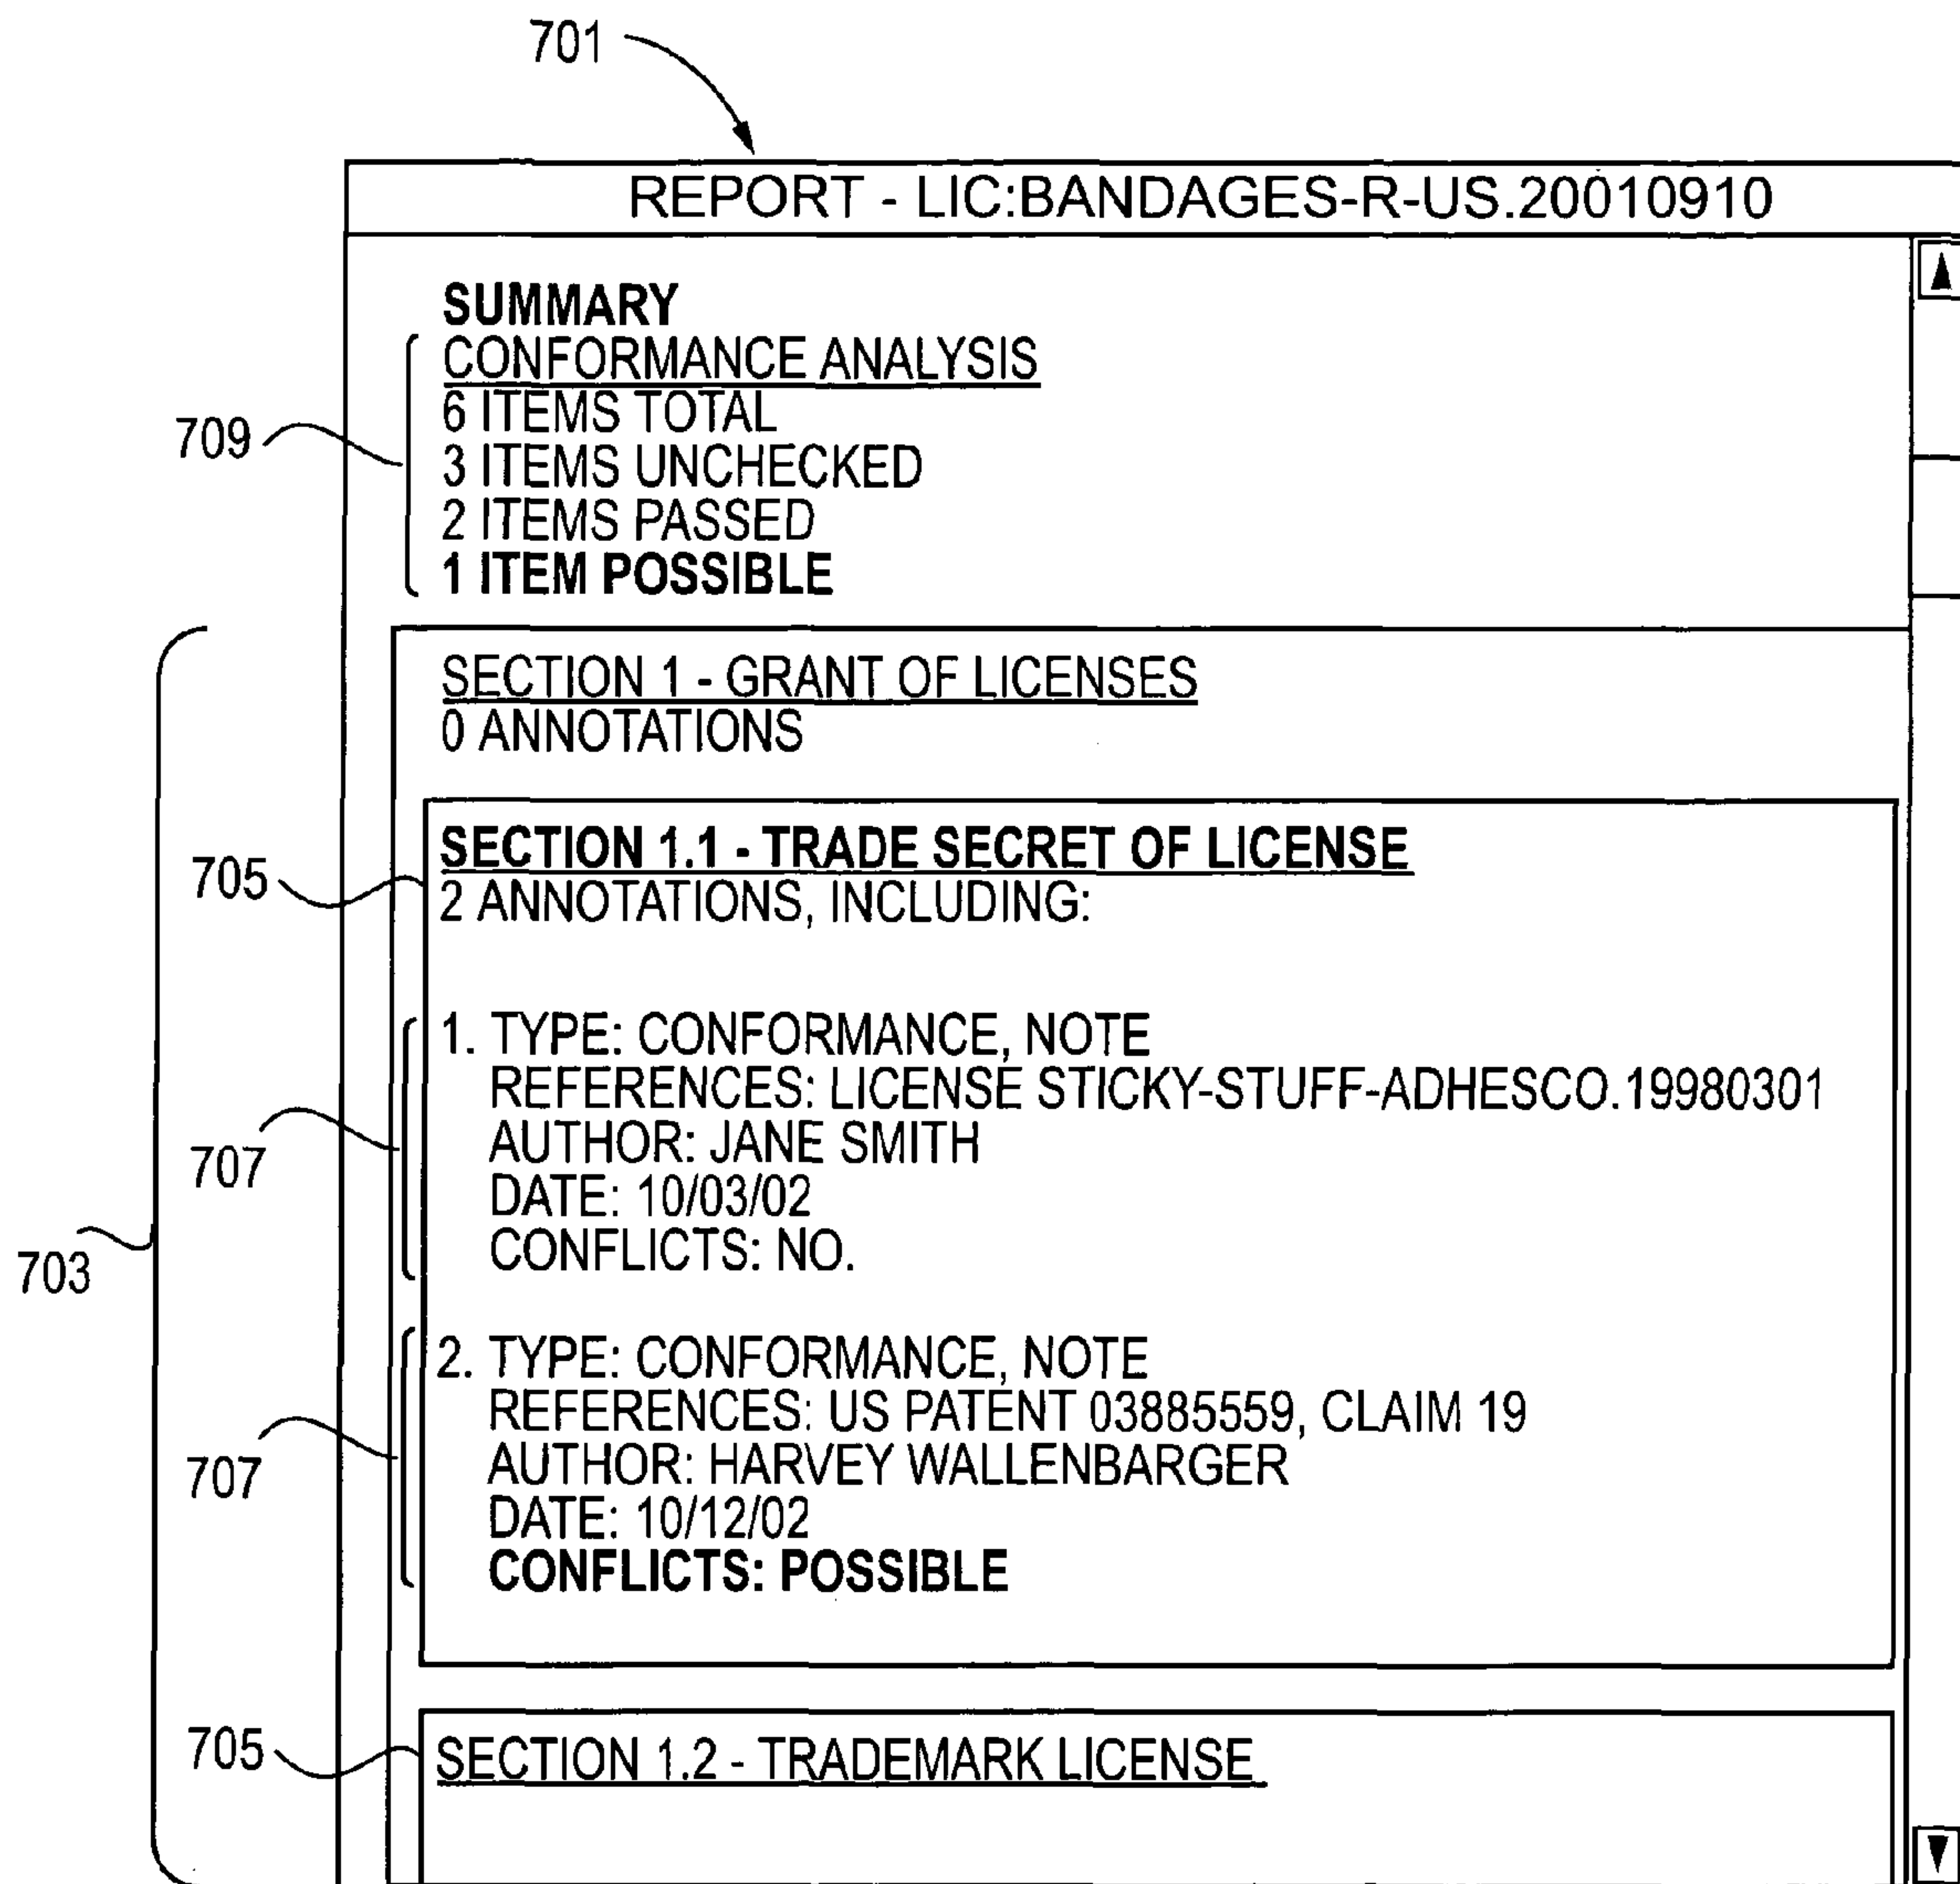 701
REPORT - LIC:BANDAGES-R-US.20010910
SUMMARY
CONFORMANCE ANALYSIS
6 ITEMS TOTAL
709
3 ITEMS UNCHECKED
2 ITEMS PASSED
1 ITEM POSSIBLE
SECTION 1 - GRANT OF LICENSES
0 ANNOTATIONS
SECTION 1.1 - TRADE SECRET OF LICENSE
705
2 ANNOTATIONS, INCLUDING:
1. TYPE: CONFORMANCE, NOTE
REFERENCES: LICENSE STICKY-STUFF-ADHESCO.19980301
AUTHOR: JANE SMITH
707
DATE: 10/03/02
CONFLICTS: NO.
703
2. TYPE: CONFORMANCE, NOTE
REFERENCES: US PATENT 03885559, CLAIM 19
AUTHOR: HARVEY WALLENBARGER
707
DATE: 10/12/02
CONFLICTS: POSSIBLE
705
SECTION 1.2 - TRADEMARK LICENSE